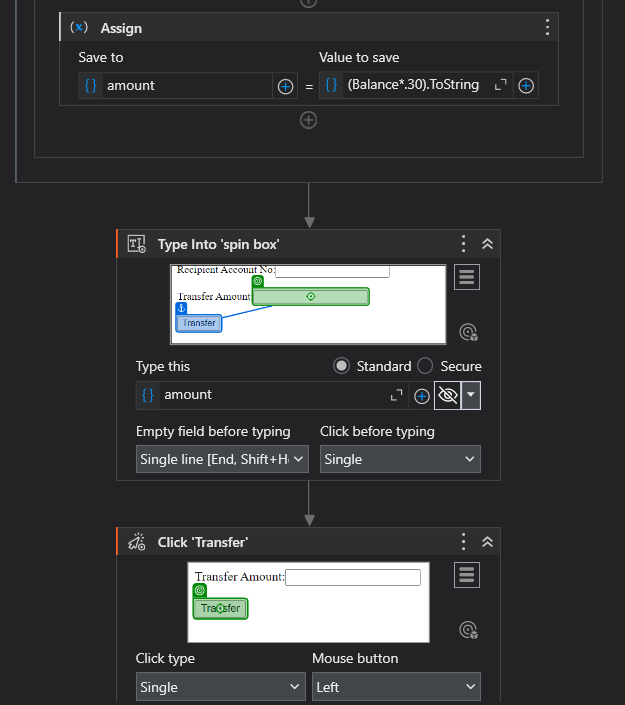 Assign
Save to
Value to save
amount
=
(Balance*.30).ToString
Type Into 'spin box'
Recipient Account No:
Transfer Amount
Transfer
Type this
Standard
Secure
amount
Empty field before typing
Click before typing
Single line [End, Shift+H
Single
Click 'Transfer'
Transfer Amount:
Transfer
Click type
Mouse button
Single
Left